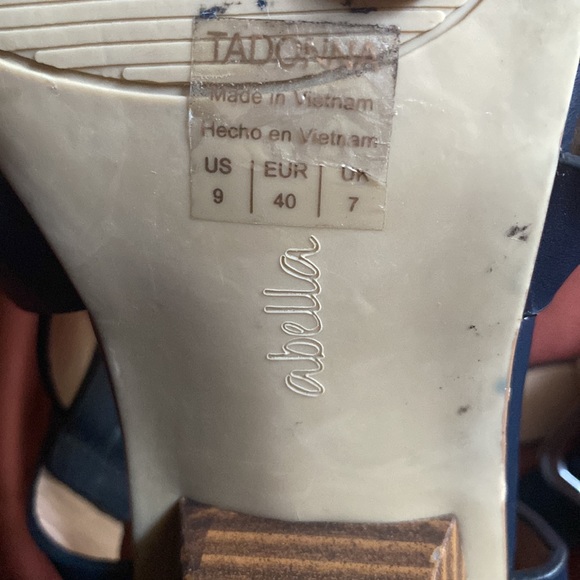 TADONNA
Made in Vietnam
Hecho en Vietnam
US | EUR | UK
9 | 40 | 7
abella